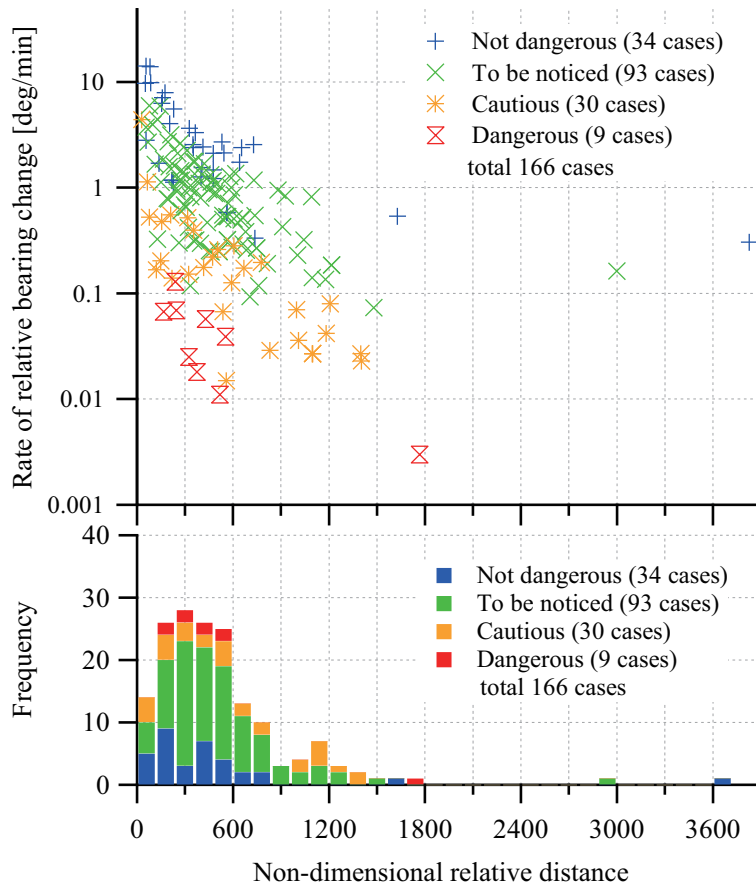 Not dangerous (34 cases)
To be noticed (93 cases)
Cautious (30 cases)
Dangerous (9 cases)
total 166 cases
Rate of relative bearing change [deg/min]
10
1
0.1
0.01
0.001
Not dangerous (34 cases)
To be noticed (93 cases)
Cautious (30 cases)
Dangerous (9 cases)
total 166 cases
Frequency
40
30
20
10
0
0 600 1200 1800 2400 3000 3600
Non-dimensional relative distance